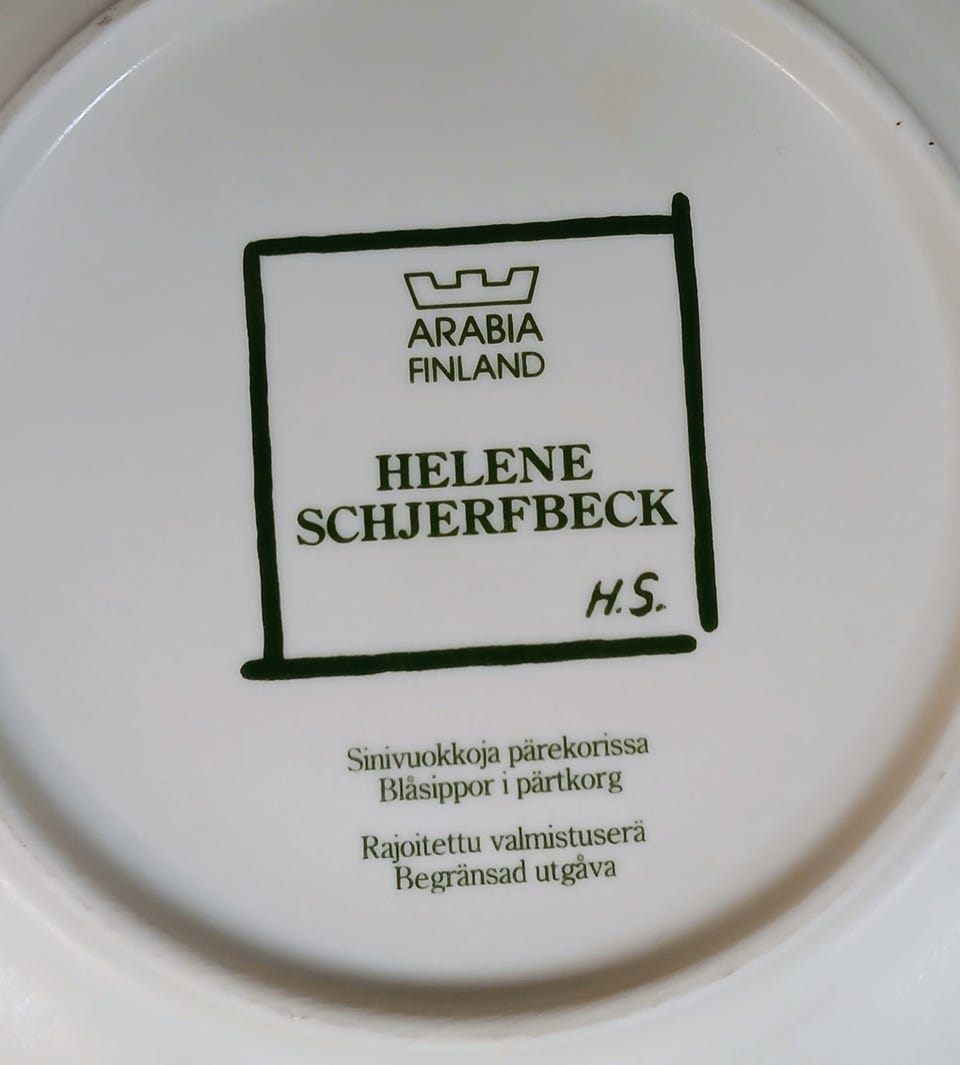 ARABIA
FINLAND
HELENE
SCHJERFBECK
H.S.
Sinivuokkoja pärekorissa
Blåsippor i pärtkorg
Rajoitettu valmistuserä
Begränsad utgåva